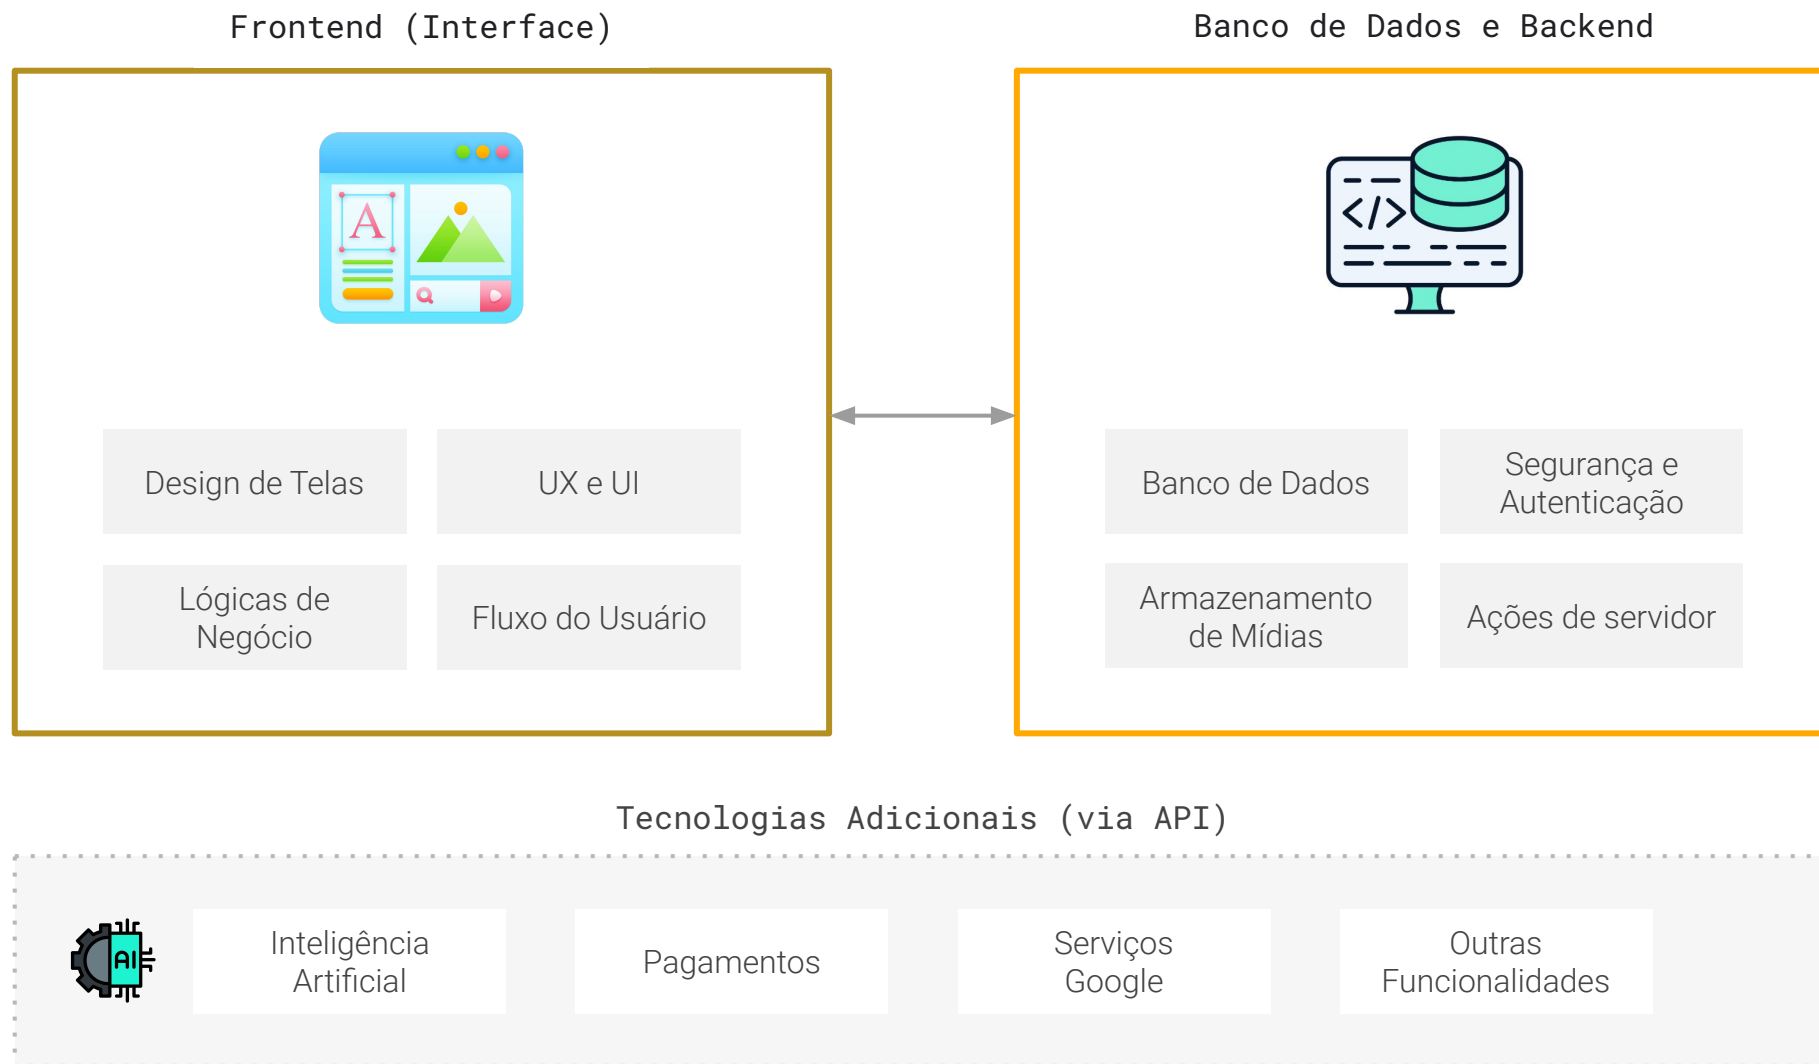 Frontend (Interface)
Banco de Dados e Backend
A
</>
Design de Telas
UX e UI
Lógicas de
Negócio
Fluxo do Usuário
Banco de Dados
Segurança e
Autenticação
Armazenamento
de Mídias
Ações de servidor
Tecnologias Adicionais (via API)
AI
Inteligência
Artificial
Pagamentos
Serviços
Google
Outras
Funcionalidades